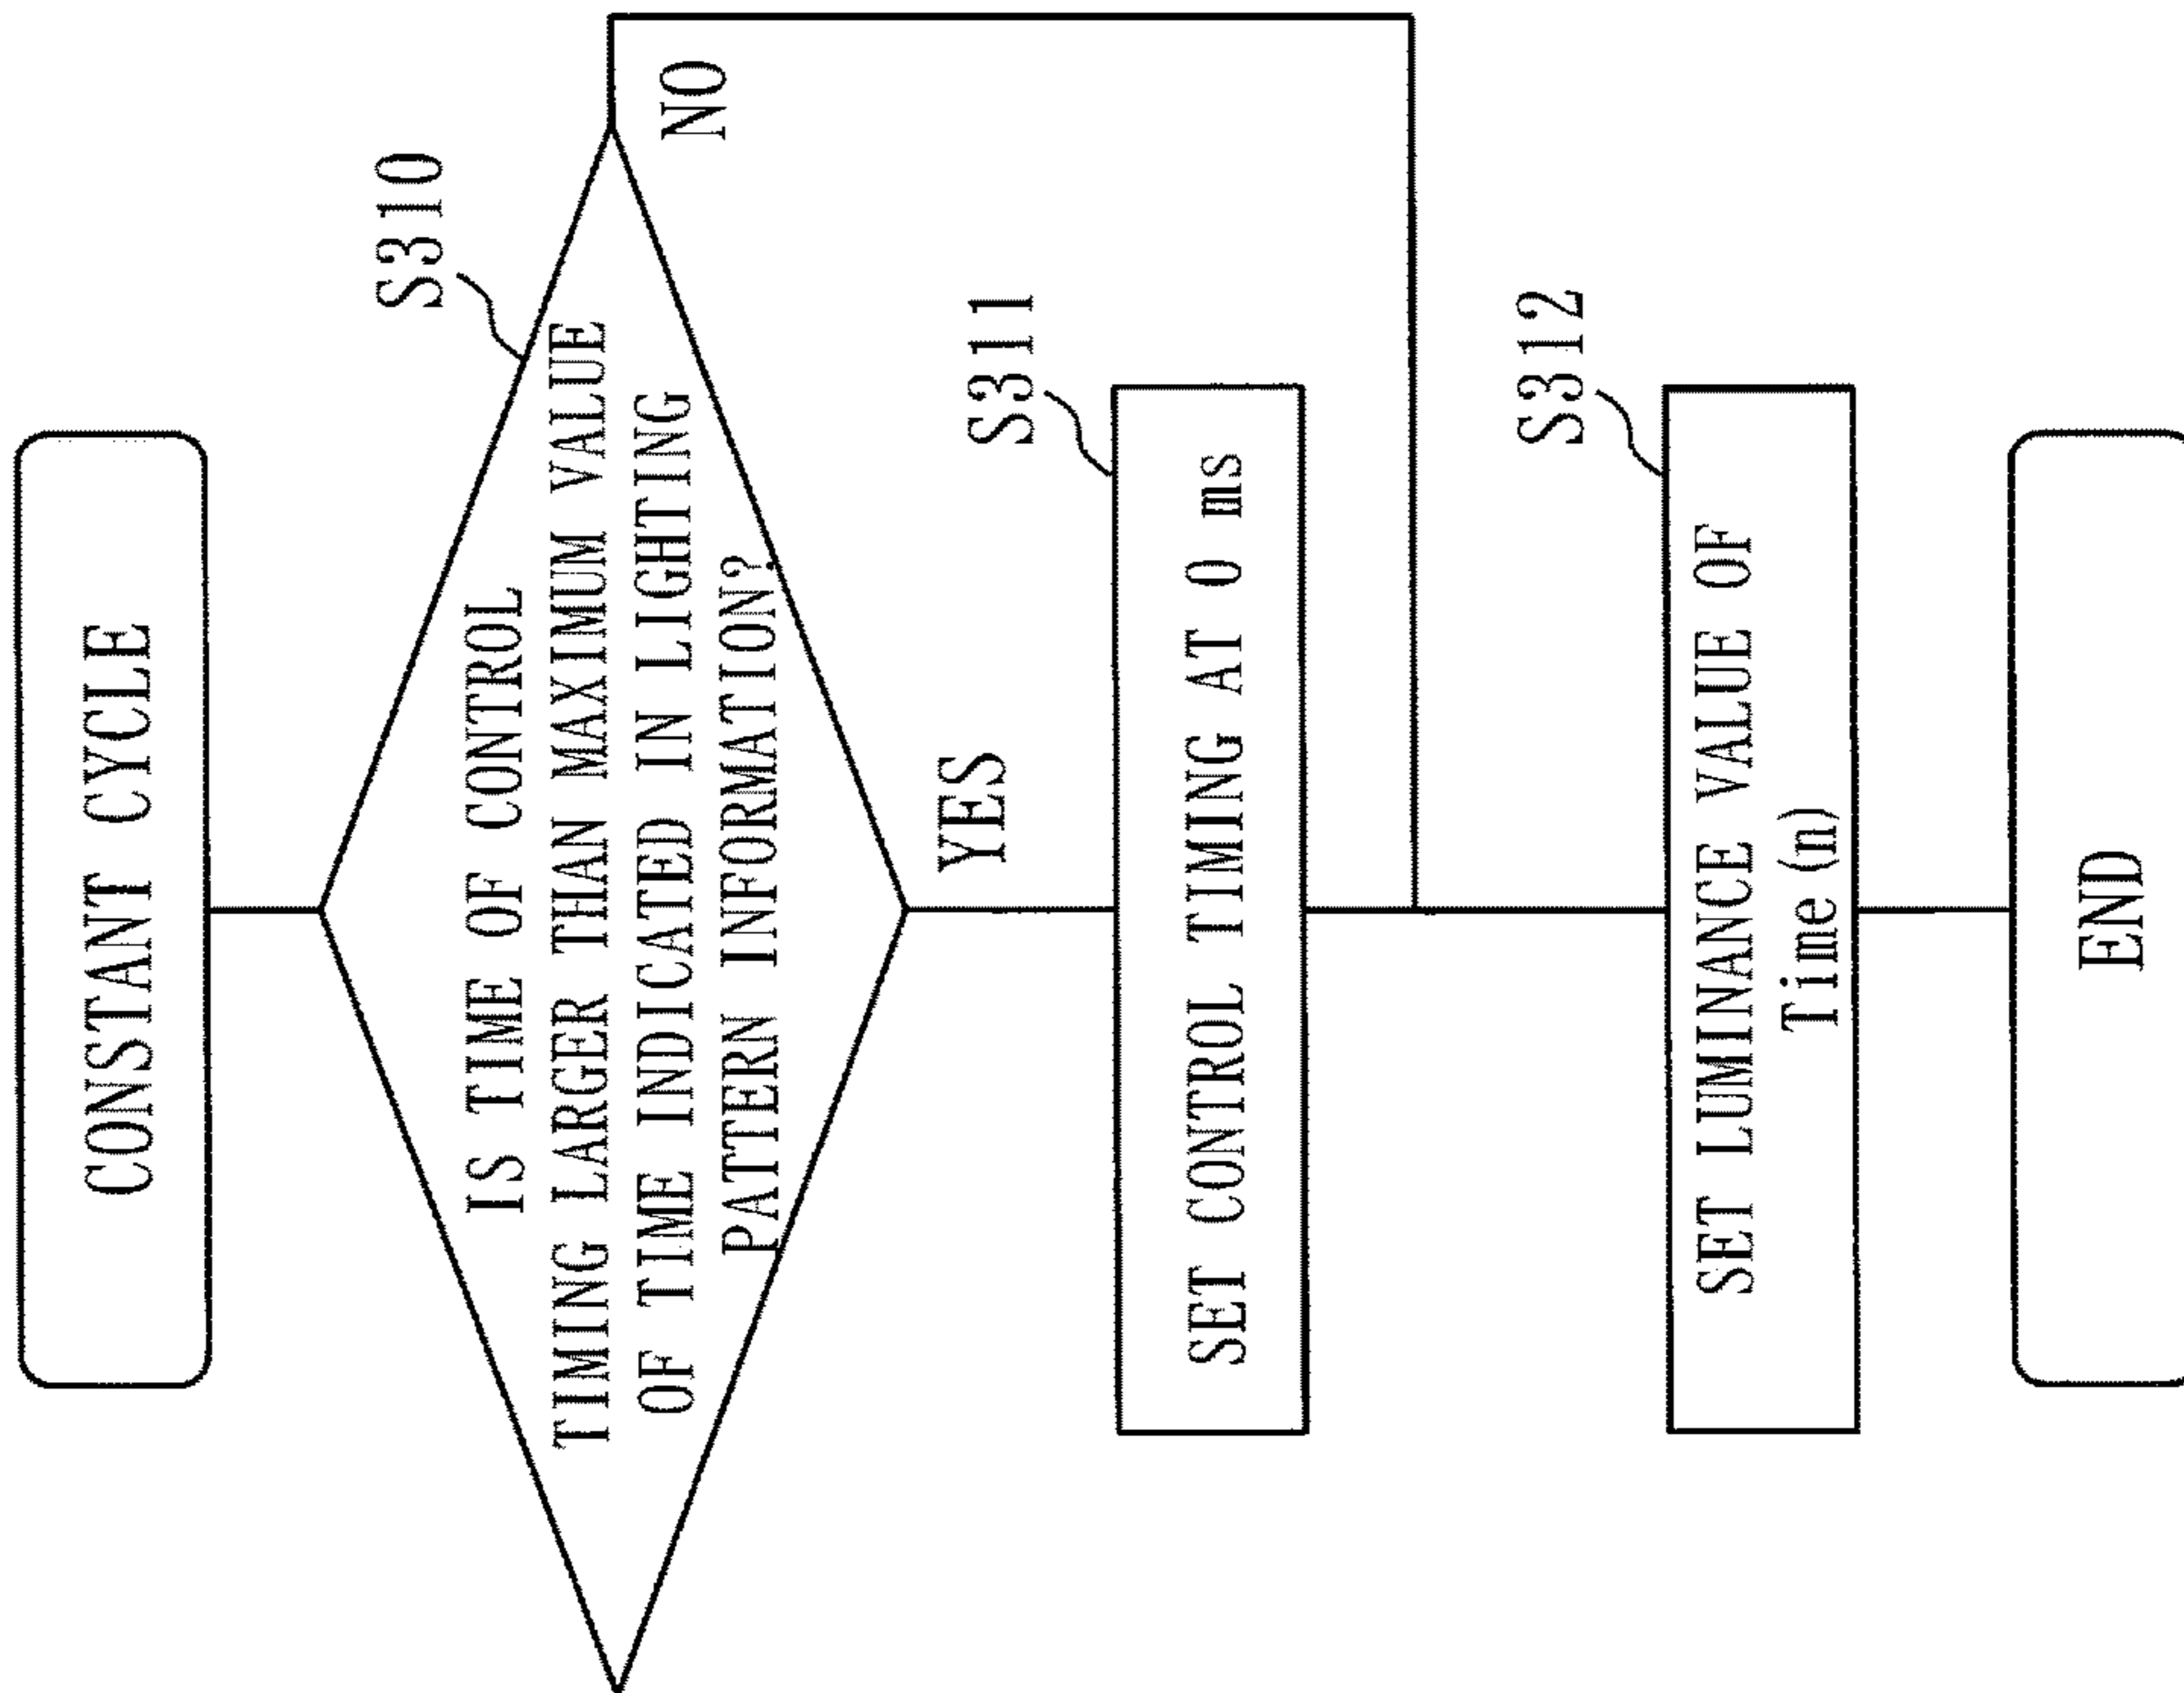 CONSTANT CYCLE
S310
IS TIME OF CONTROL
TIMING LARGER THAN MAXIMUM VALUE
OF TIME INDICATED IN LIGHTING
PATTERN INFORMATION?
NO
YES
S311
SET CONTROL TIMING AT 0 ms
S312
SET LUMINANCE VALUE OF
Time(n)
END